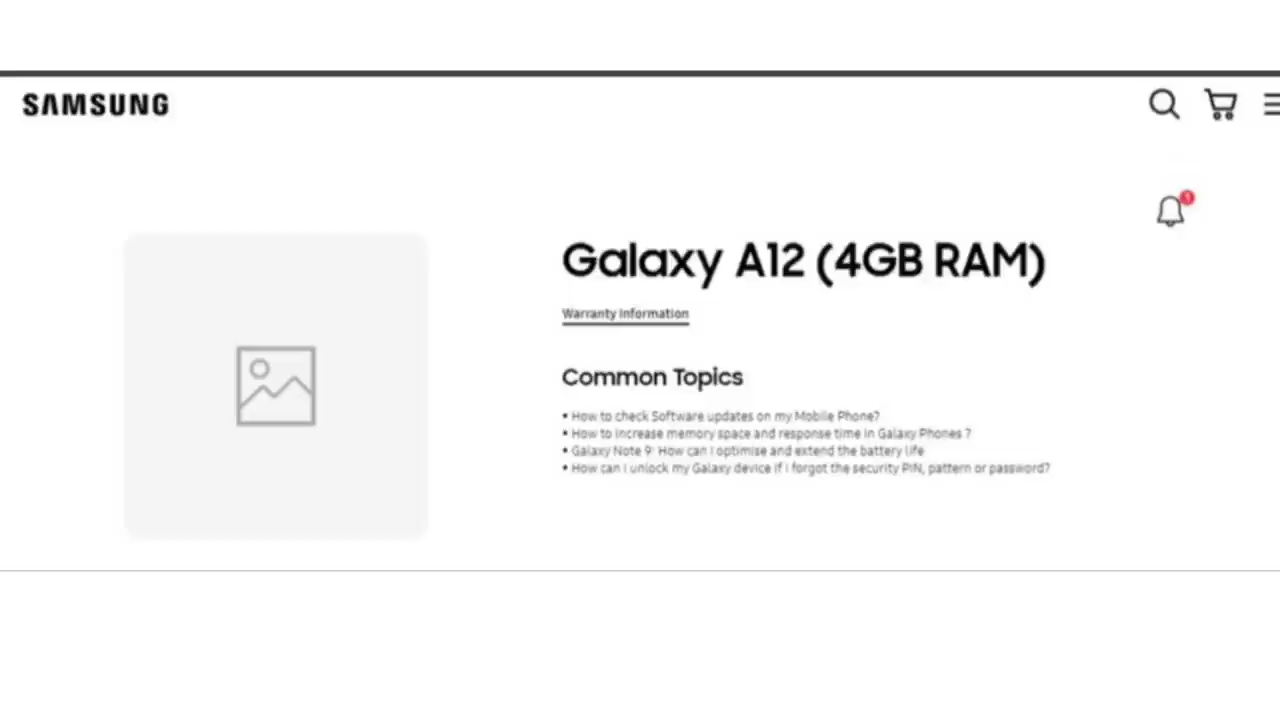 SAMSUNG
1
Galaxy A12 (4GB RAM)
Warranty Information
Common Topics
• How to check Software updates on my Mobile Phone?
• How to increase memory space and response time in Galaxy Phones ?
• Galaxy Note 9: How can I optimise and extend the battery life
• How can I unlock my Galaxy device if I forgot the security PIN, pattern or password?